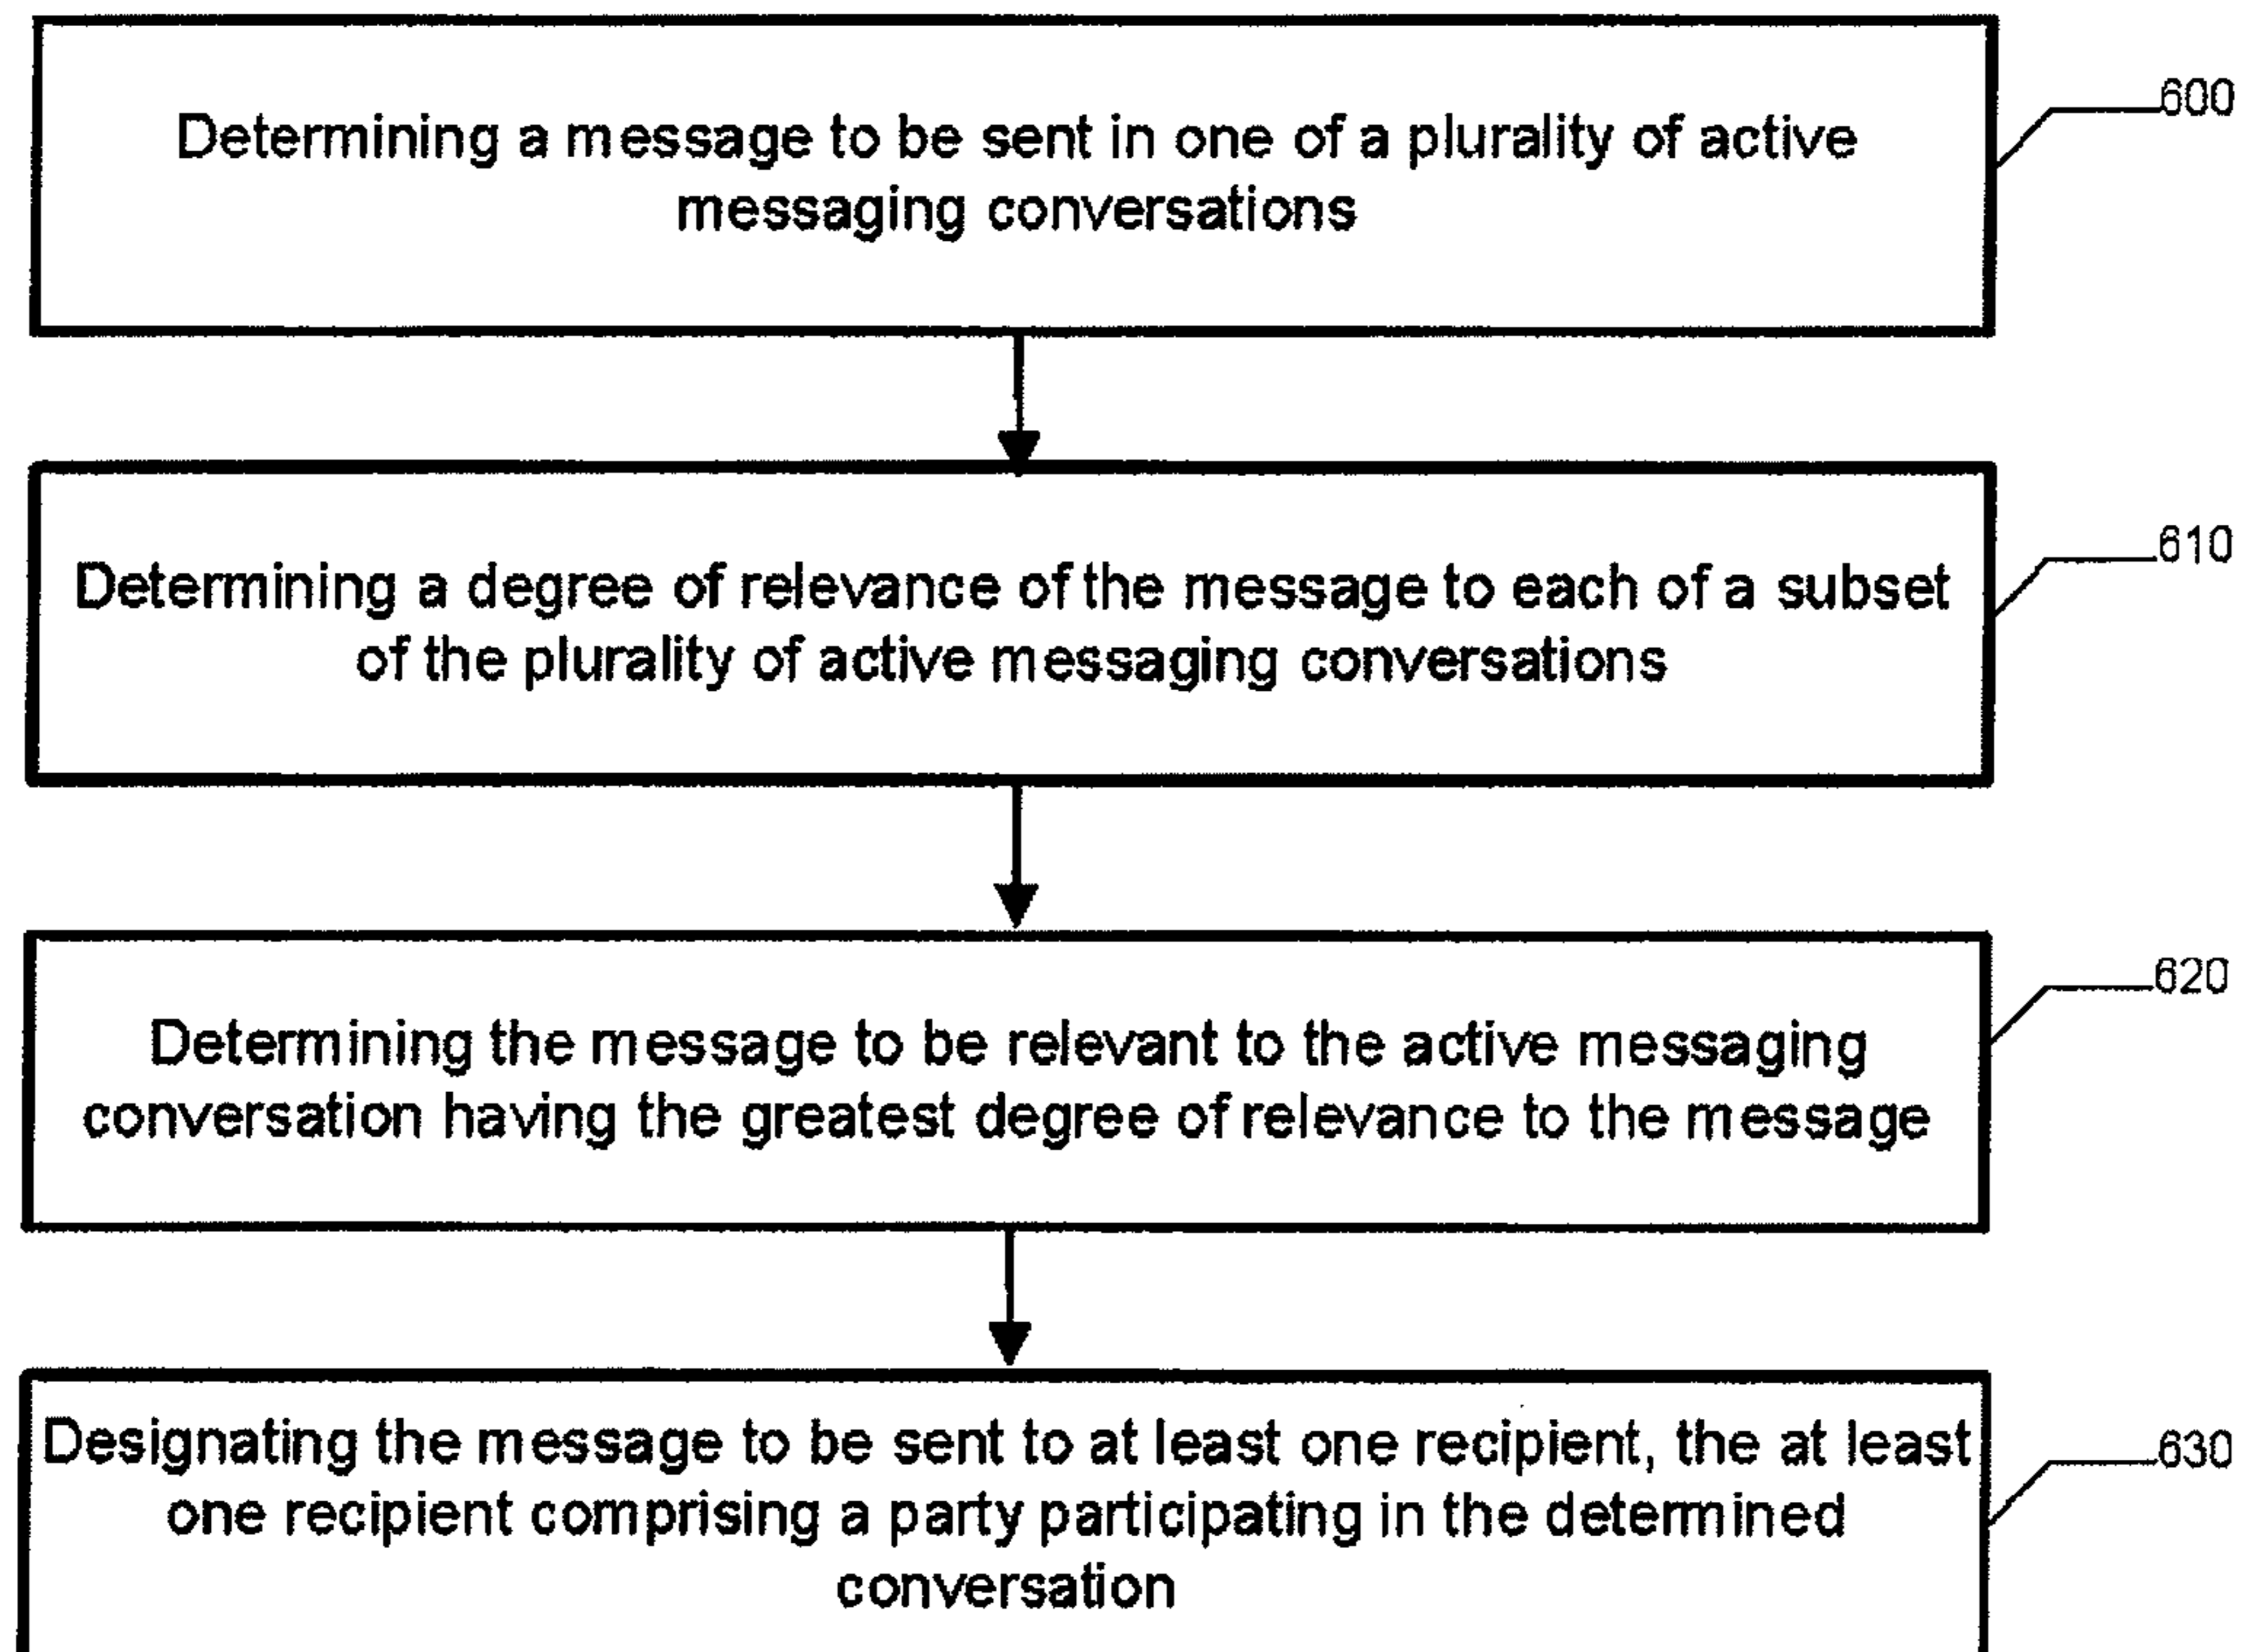 Determining a message to be sent in one of a plurality of active
messaging conversations
600
Determining a degree of relevance of the message to each of a subset
of the plurality of active messaging conversations
610
Determining the message to be relevant to the active messaging
conversation having the greatest degree of relevance to the message
620
Designating the message to be sent to at least one recipient, the at least
one recipient comprising a party participating in the determined
conversation
630